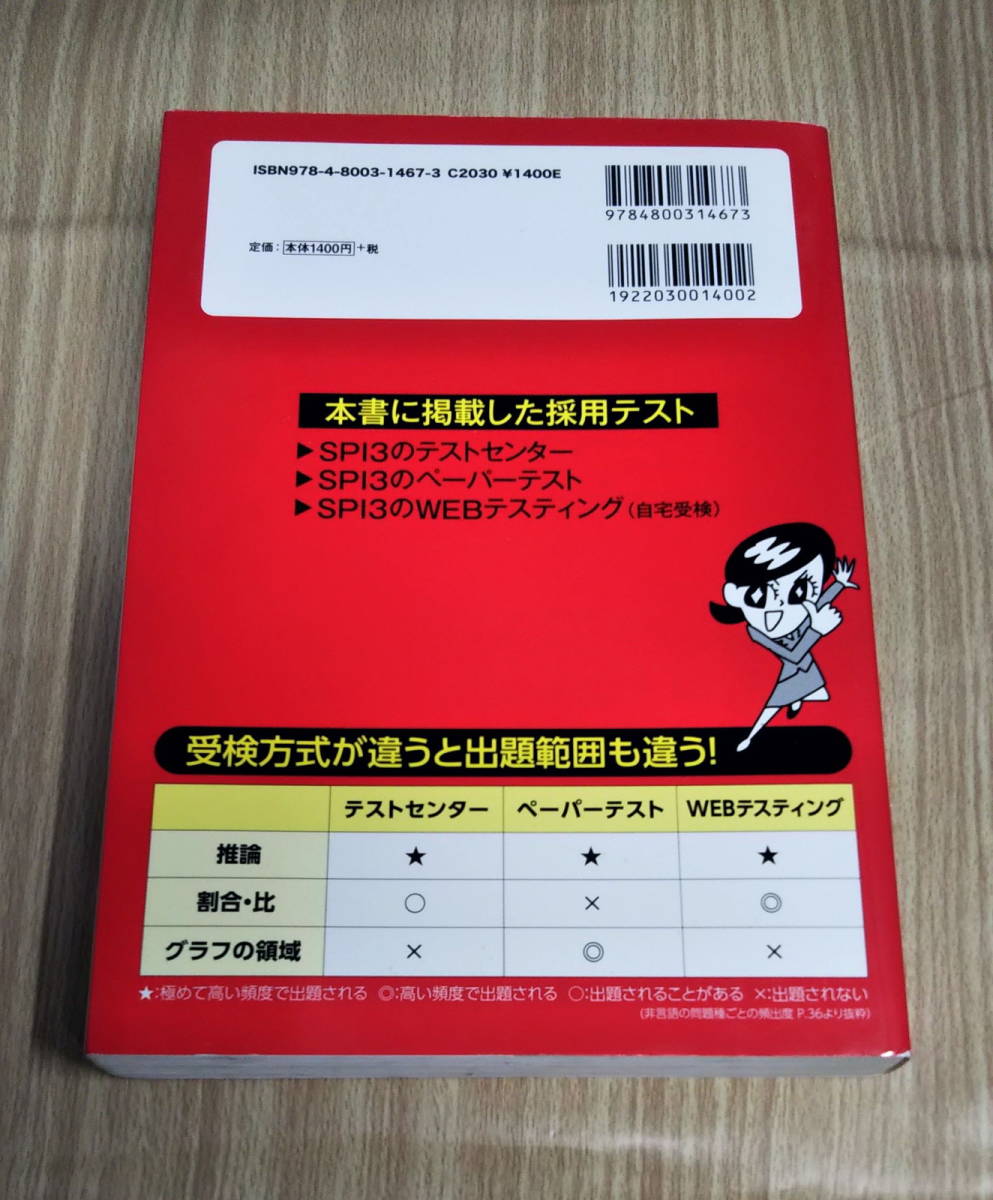 ISBN978-4-8003-1467-3 C2030 ¥1400E
9784800314673
定価：本体1400円+税
1922030014002
本書に掲載した採用テスト
▶SPI3のテストセンター
▶SPI3のペーパーテスト
▶SPI3のWEBテスティング（自宅受検）
受検方式が違うと出題範囲も違う！
テストセンター ペーパーテスト WEBテスティング
推論 ★ ★ ★
割合・比 ○ × ◎
グラフの領域 × ◎ ×
★：極めて高い頻度で出題される ◎：高い頻度で出題される ○：出題されることがある ×：出題されない
（非言語の問題種ごとの頻出度 P.36より抜粋）